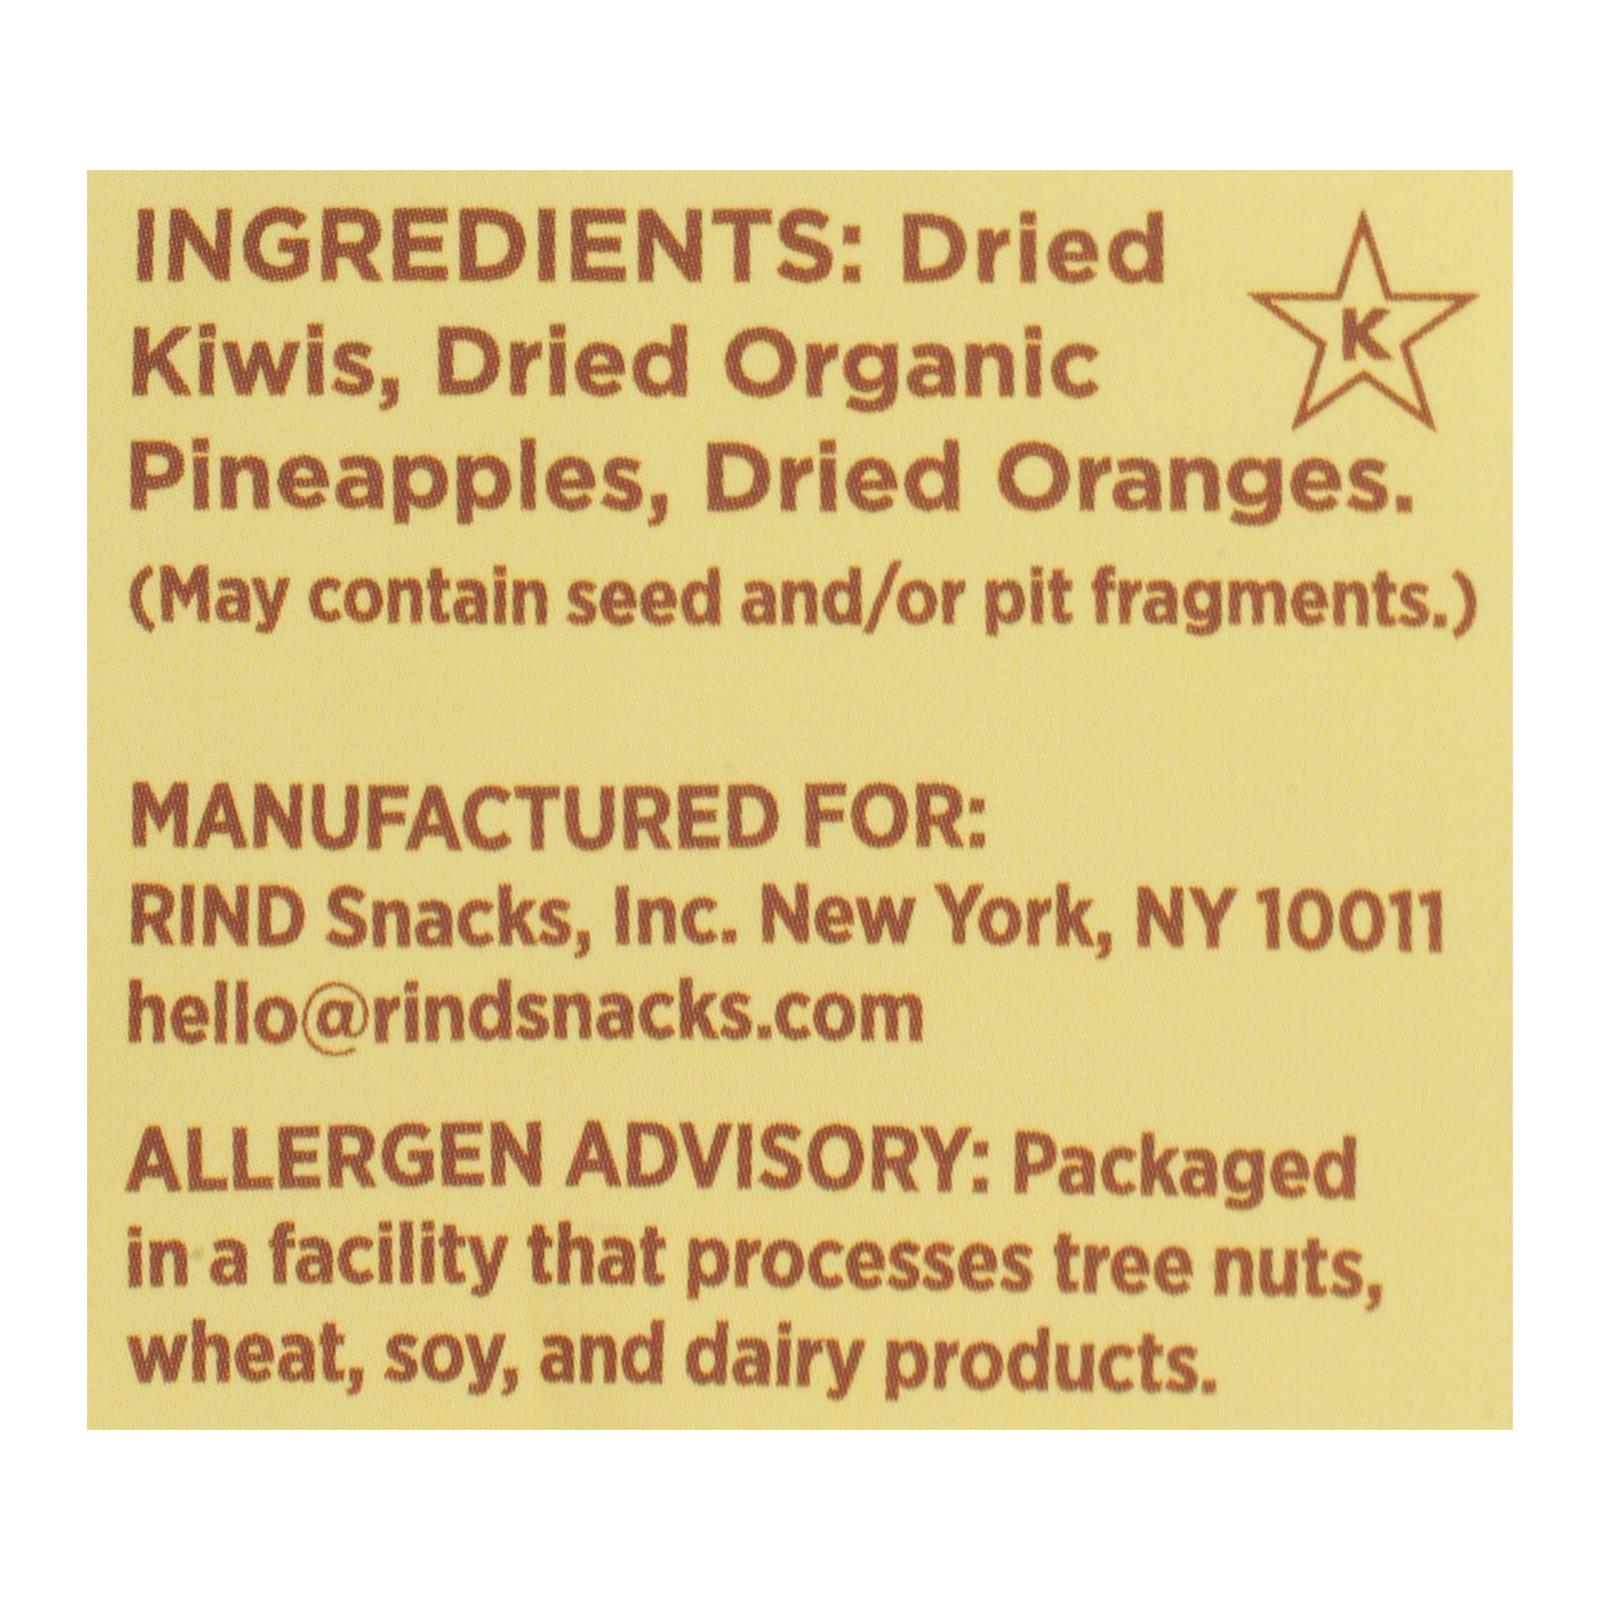 INGREDIENTS: Dried
Kiwis, Dried Organic
Pineapples, Dried Oranges.
(May contain seed and/or pit fragments.)
K
MANUFACTURED FOR:
RIND Snacks, Inc. New York, NY 10011
hello@rindsnacks.com
ALLERGEN ADVISORY: Packaged
in a facility that processes tree nuts,
wheat, soy, and dairy products.